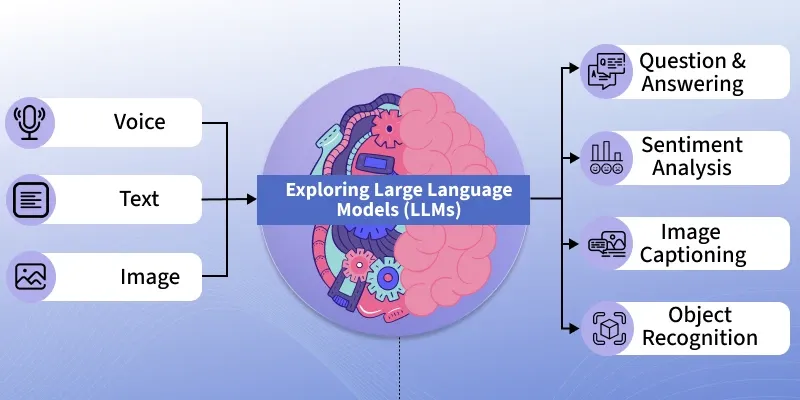 Voice
Text
Image
Exploring Large Language
Models (LLMs)
Question &
Answering
Q
A
Sentiment
Analysis
Image
Captioning
Object
Recognition